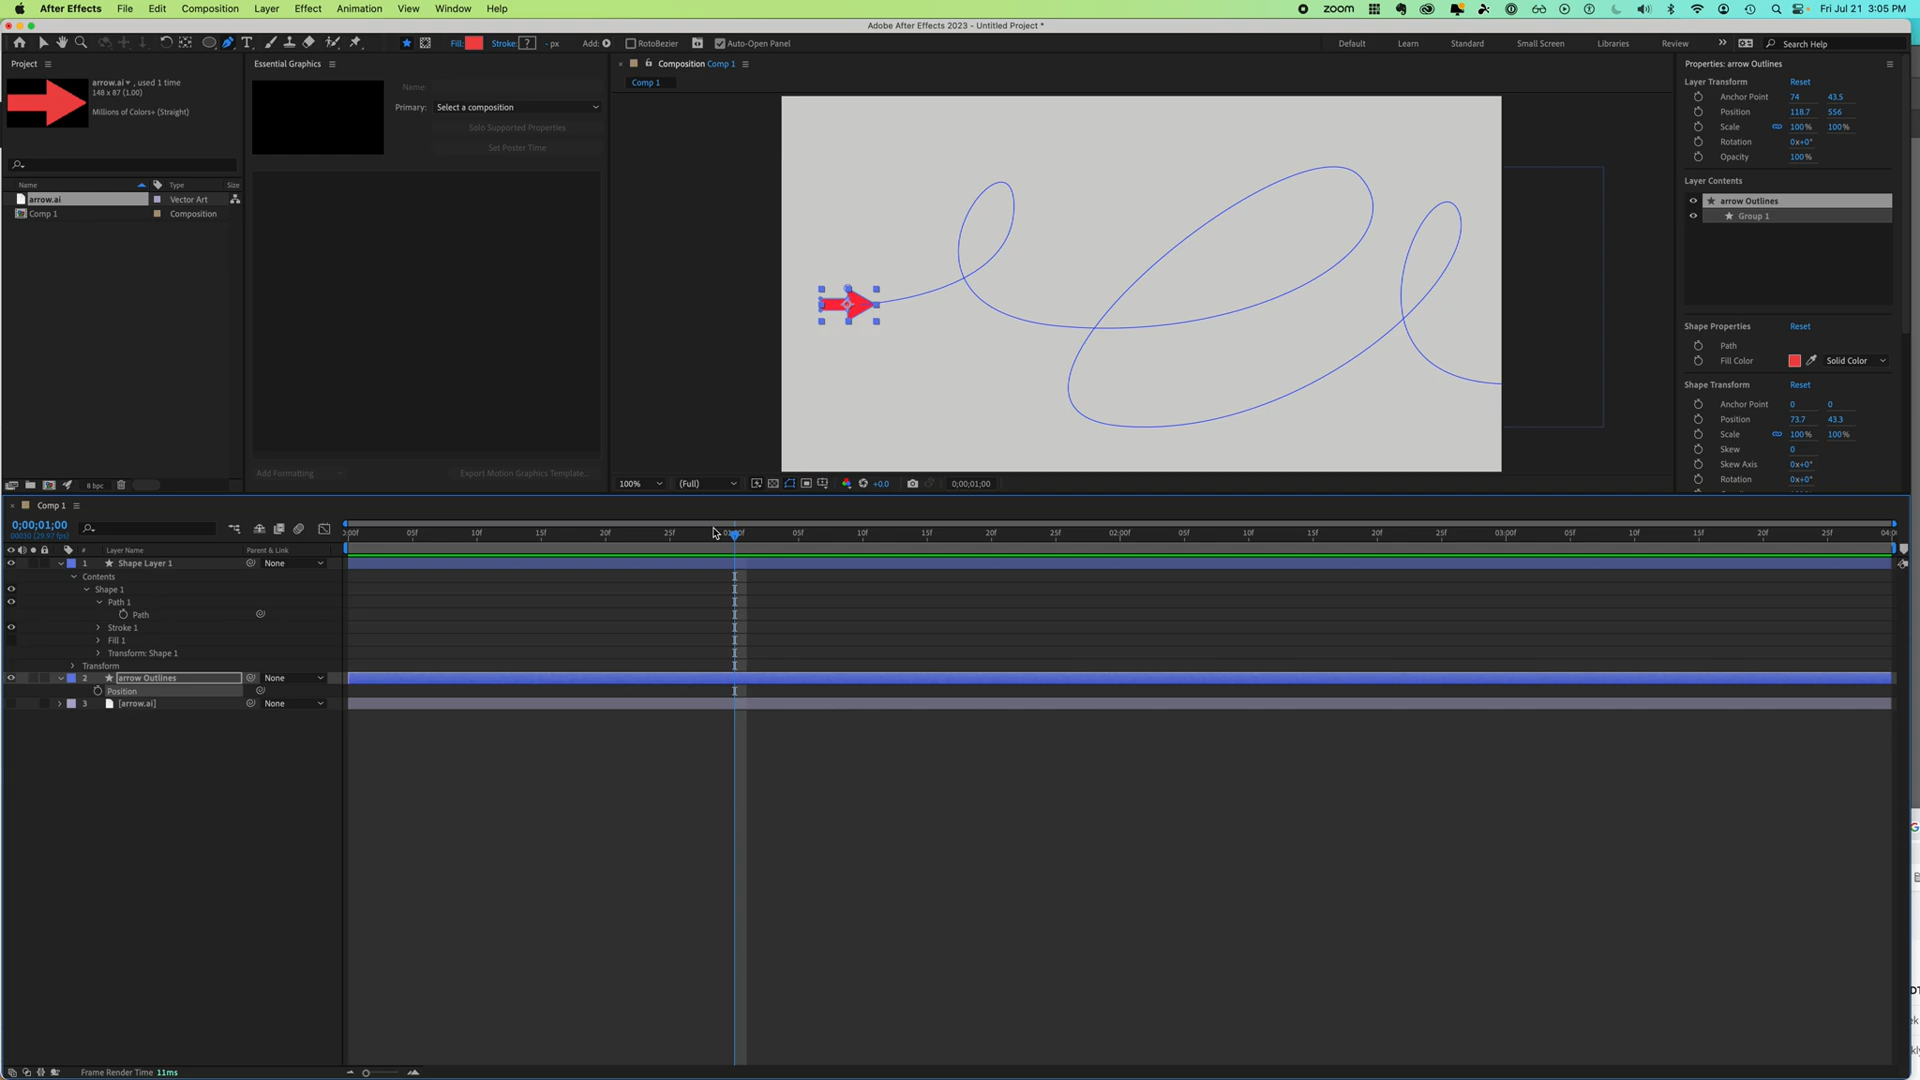 After Effects File Edit Composition Layer Effect Animation View Window Help zoom Fri Jul 21 3:05 PM
Adobe After Effects 2023 - Untitled Project *
Fill: Stroke: ? - px Add: RotoBezier Auto-Open Panel Default Learn Standard Small Screen Libraries Review Search Help
Project
arrow.ai , used 1 time
148 x 87 (1.00)
Millions of Colors+ (Straight)
Name Type Size
arrow.ai Vector Art
Comp 1 Composition
8 bpc
Essential Graphics
Name:
Primary: Select a composition
Solo Supported Properties
Set Poster Time
Add Formatting Export Motion Graphics Template...
Composition Comp 1
Comp 1
100% (Full) +0.0 0;00;01;00
Properties: arrow Outlines
Layer Transform Reset
Anchor Point 74 43.5
Position 118.7 556
Scale 100% 100%
Rotation 0x+0°
Opacity 100%
Layer Contents
arrow Outlines
Group 1
Shape Properties Reset
Path
Fill Color Solid Color
Shape Transform Reset
Anchor Point 0 0
Position 73.7 43.3
Scale 100% 100%
Skew 0
Skew Axis 0x+0°
Rotation 0x+0°
Comp 1
0;00;01;00
00030 (29.97 fps)
05f 10f 15f 20f 25f 05f 10f 15f 20f 25f 02:00f 05f 10f 15f 20f 25f 05f 10f 15f 20f 25f
# Layer Name Parent & Link
1 Shape Layer 1 None
Contents
Shape 1
Path 1
Path
Stroke 1
Fill 1
Transform: Shape 1
Transform
2 arrow Outlines None
Position
3 [arrow.ai] None
Frame Render Time 11ms